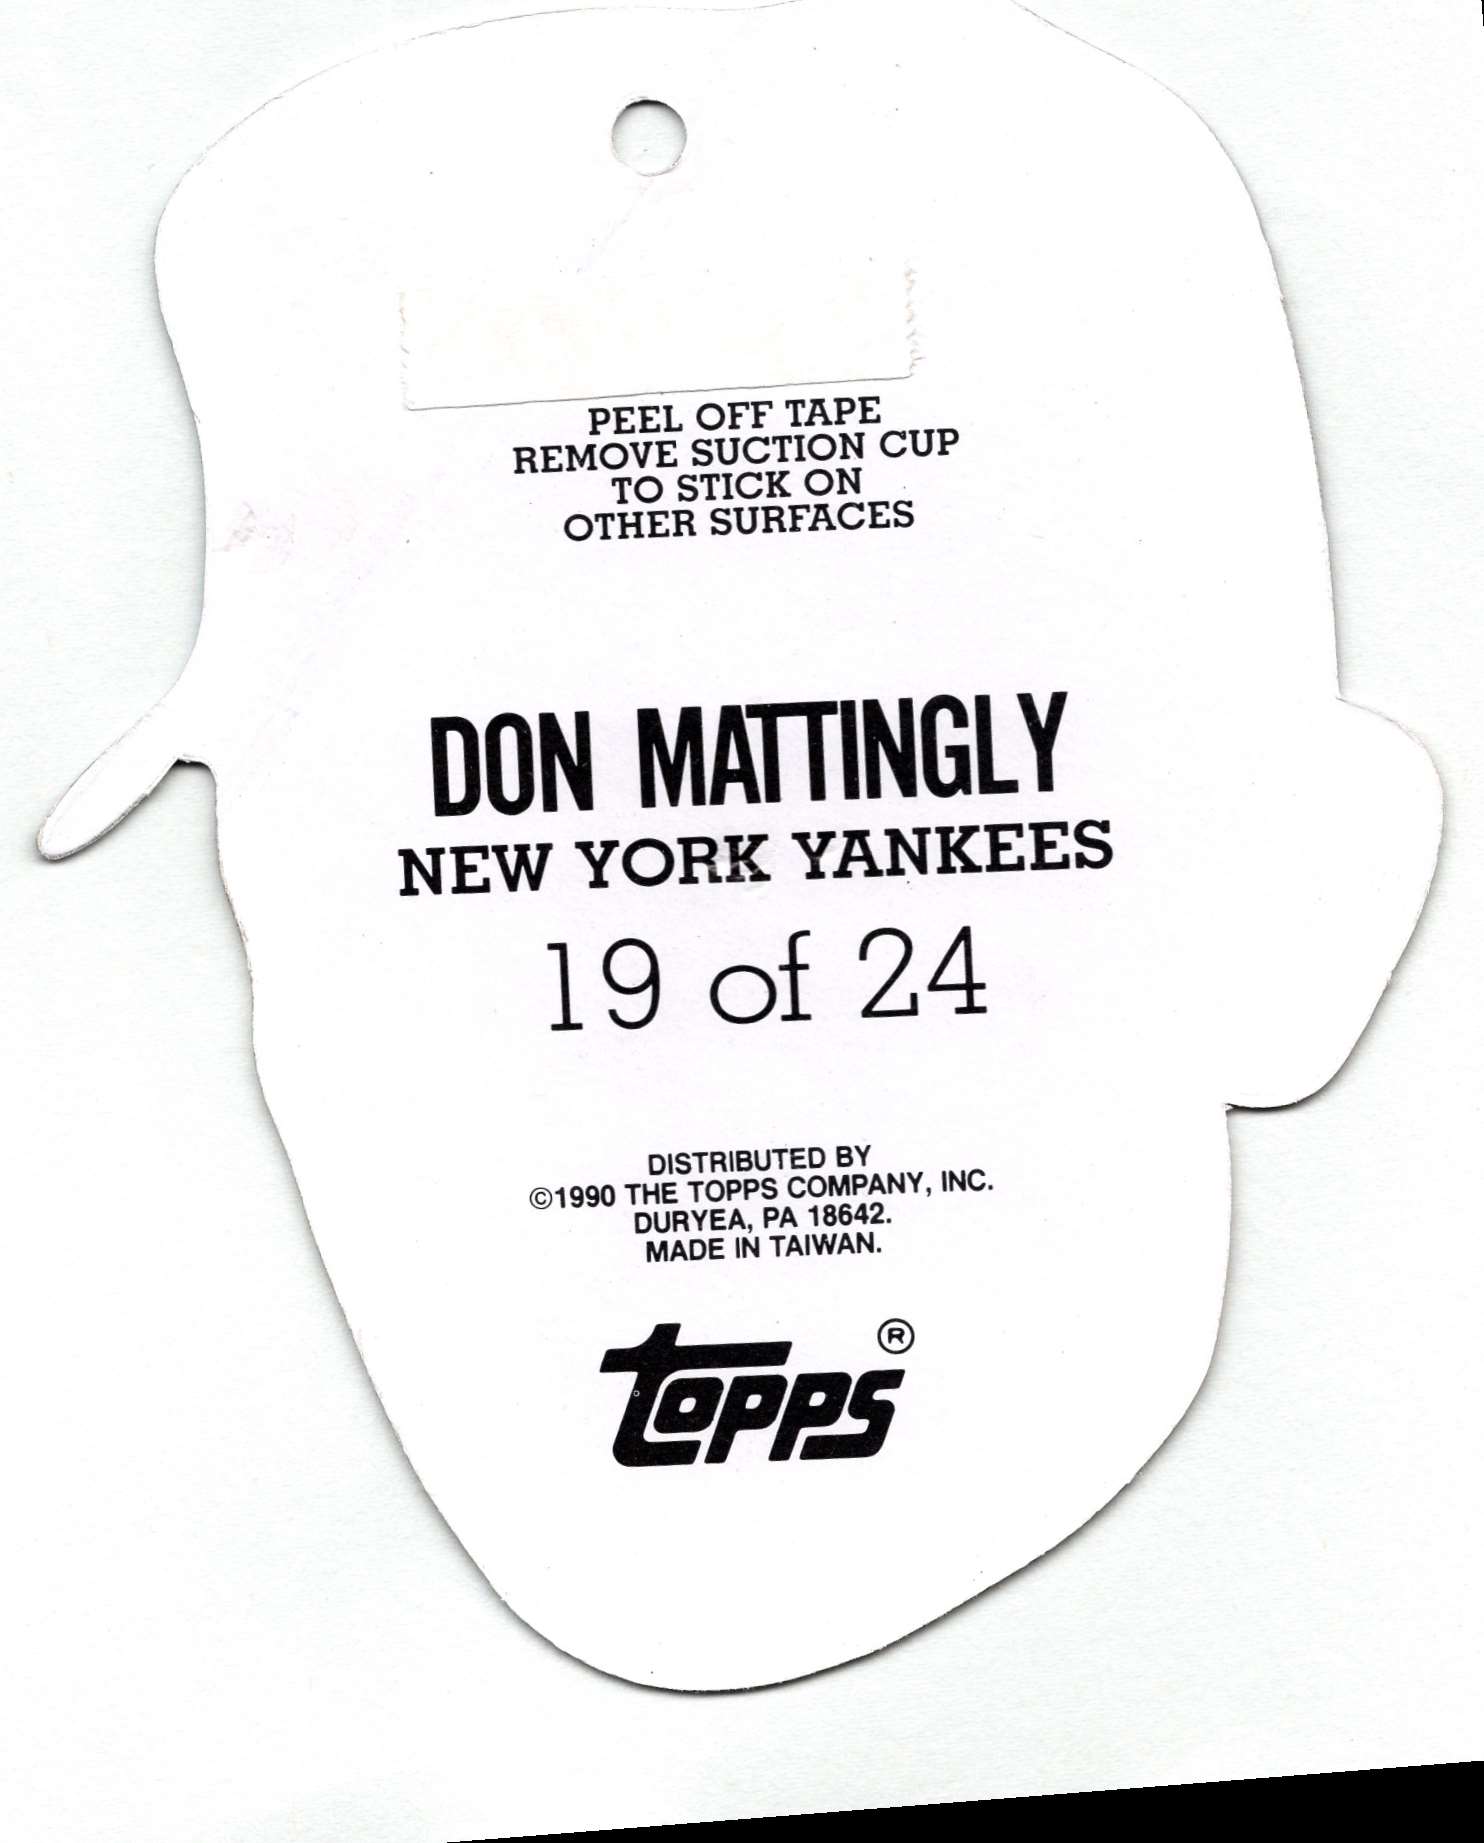 PEEL OFF TAPE
REMOVE SUCTION CUP
TO STICK ON
OTHER SURFACES
DON MATTINGLY
NEW YORK YANKEES
19 of 24
DISTRIBUTED BY
©1990 THE TOPPS COMPANY, INC.
DURYEA, PA 18642.
MADE IN TAIWAN.
topps®